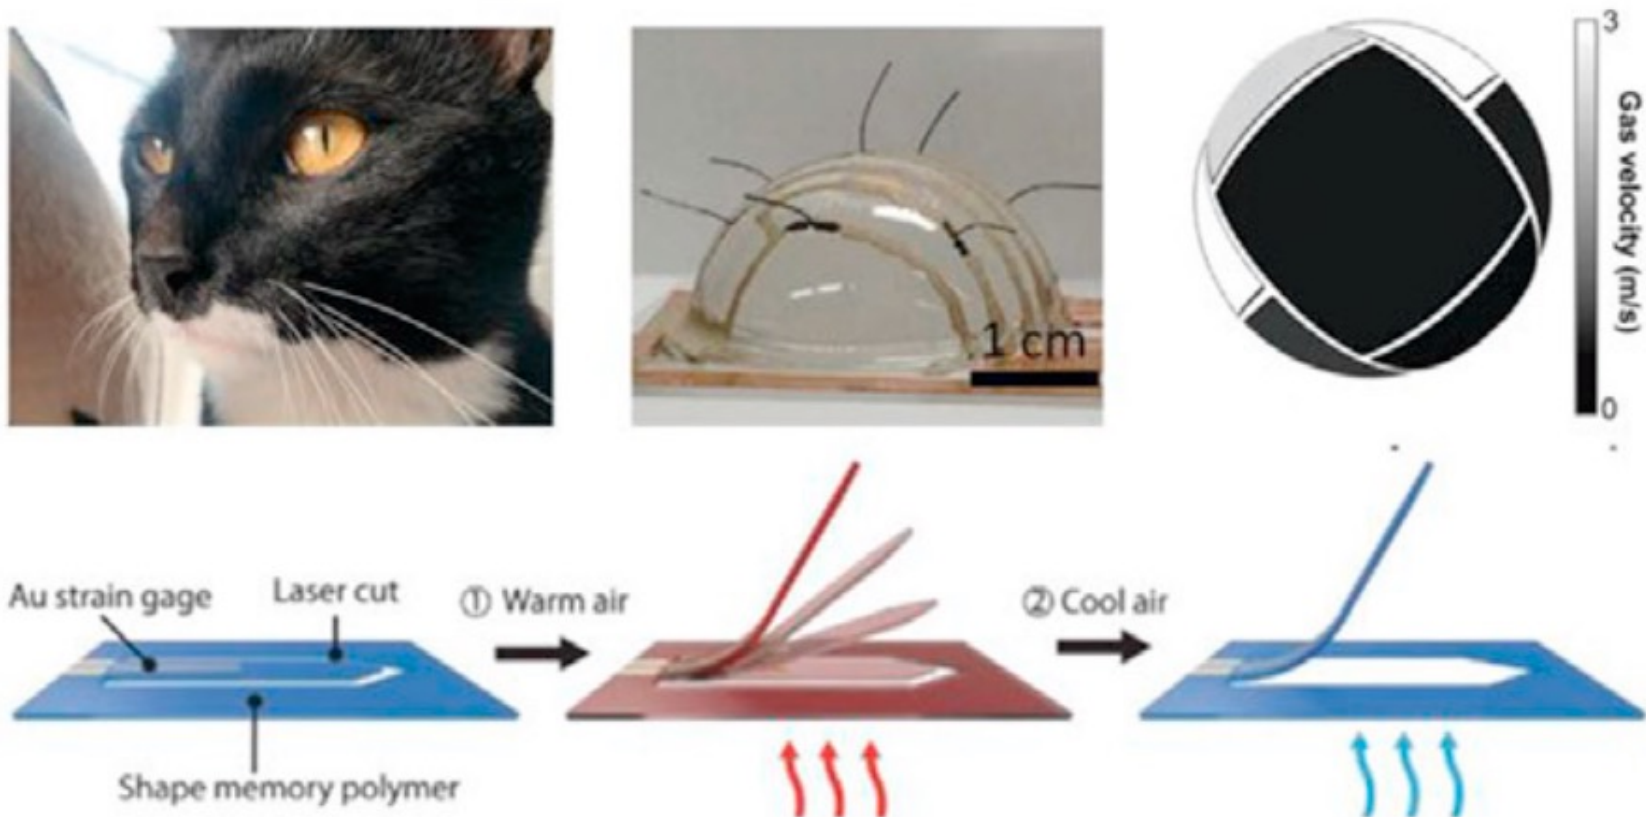 3
Gas velocity (m/s)
0
1 cm
Au strain gage
Laser cut
① Warm air
② Cool air
Shape memory polymer